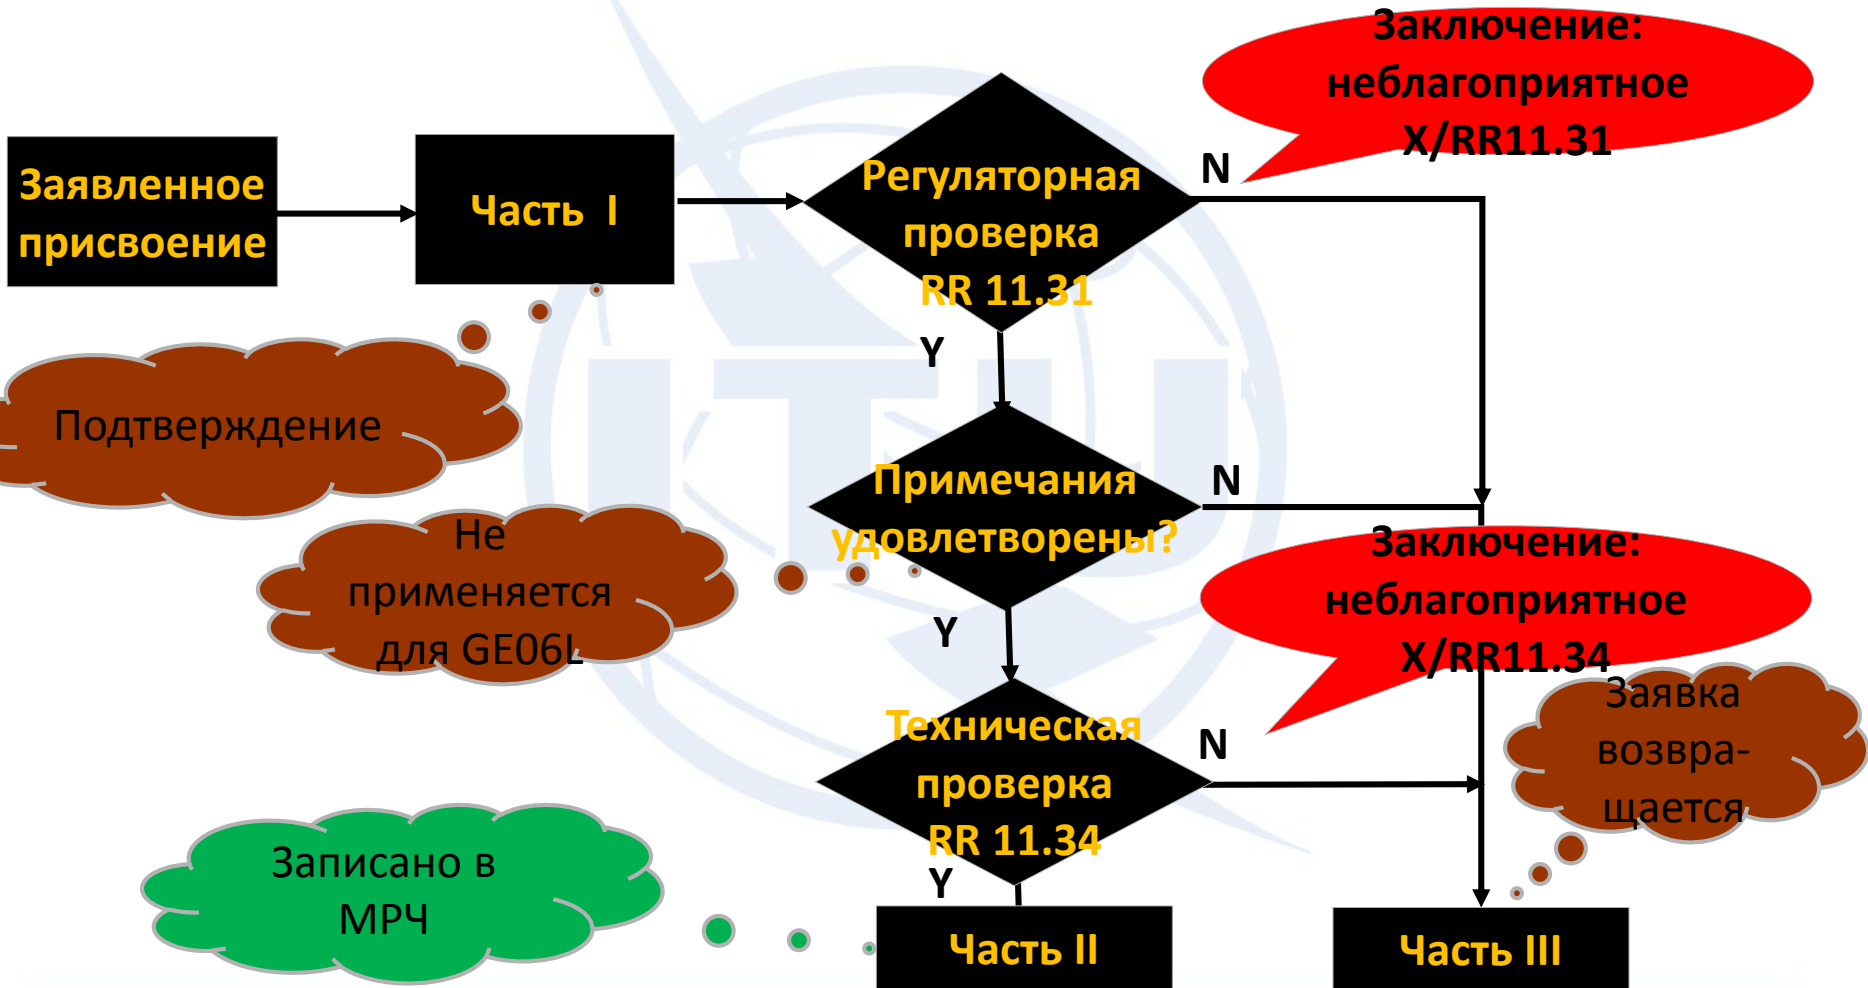 Заключение:
неблагоприятное
X/RR11.31
Заявленное
присвоение
Часть I
Регуляторная
проверка
RR 11.31
N
Y
Подтверждение
Примечания
удовлетворены?
N
Не
применяется
для GE06L
Y
Заключение:
неблагоприятное
X/RR11.34
Заявка
возвра-
щается
Техническая
проверка
RR 11.34
N
Y
Записано в
МРЧ
Часть II
Часть III
ITU